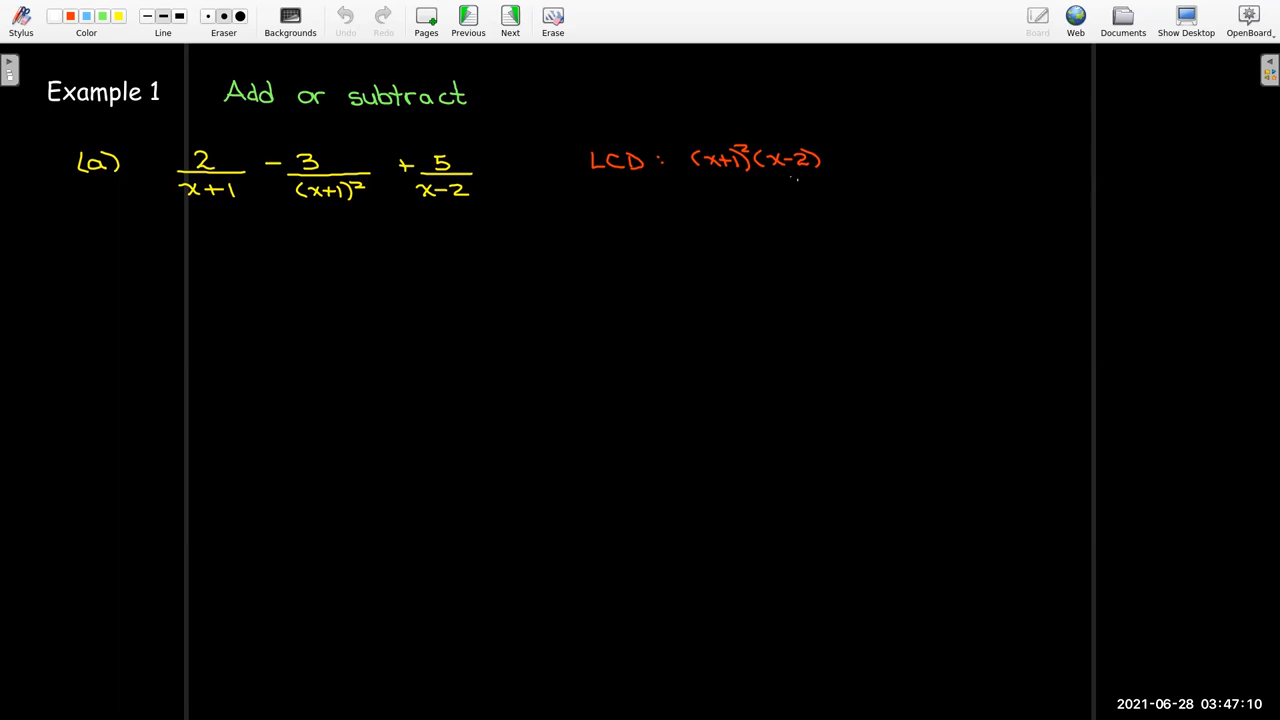 Stylus Color Line Eraser Backgrounds Undo Redo Pages Previous Next Erase Board Web Documents Show Desktop OpenBoard
Example 1 Add or subtract
(a) 2/(x+1) - 3/(x+1)² + 5/(x-2) LCD: (x+1)²(x-2)
2021-06-28 03:47:10